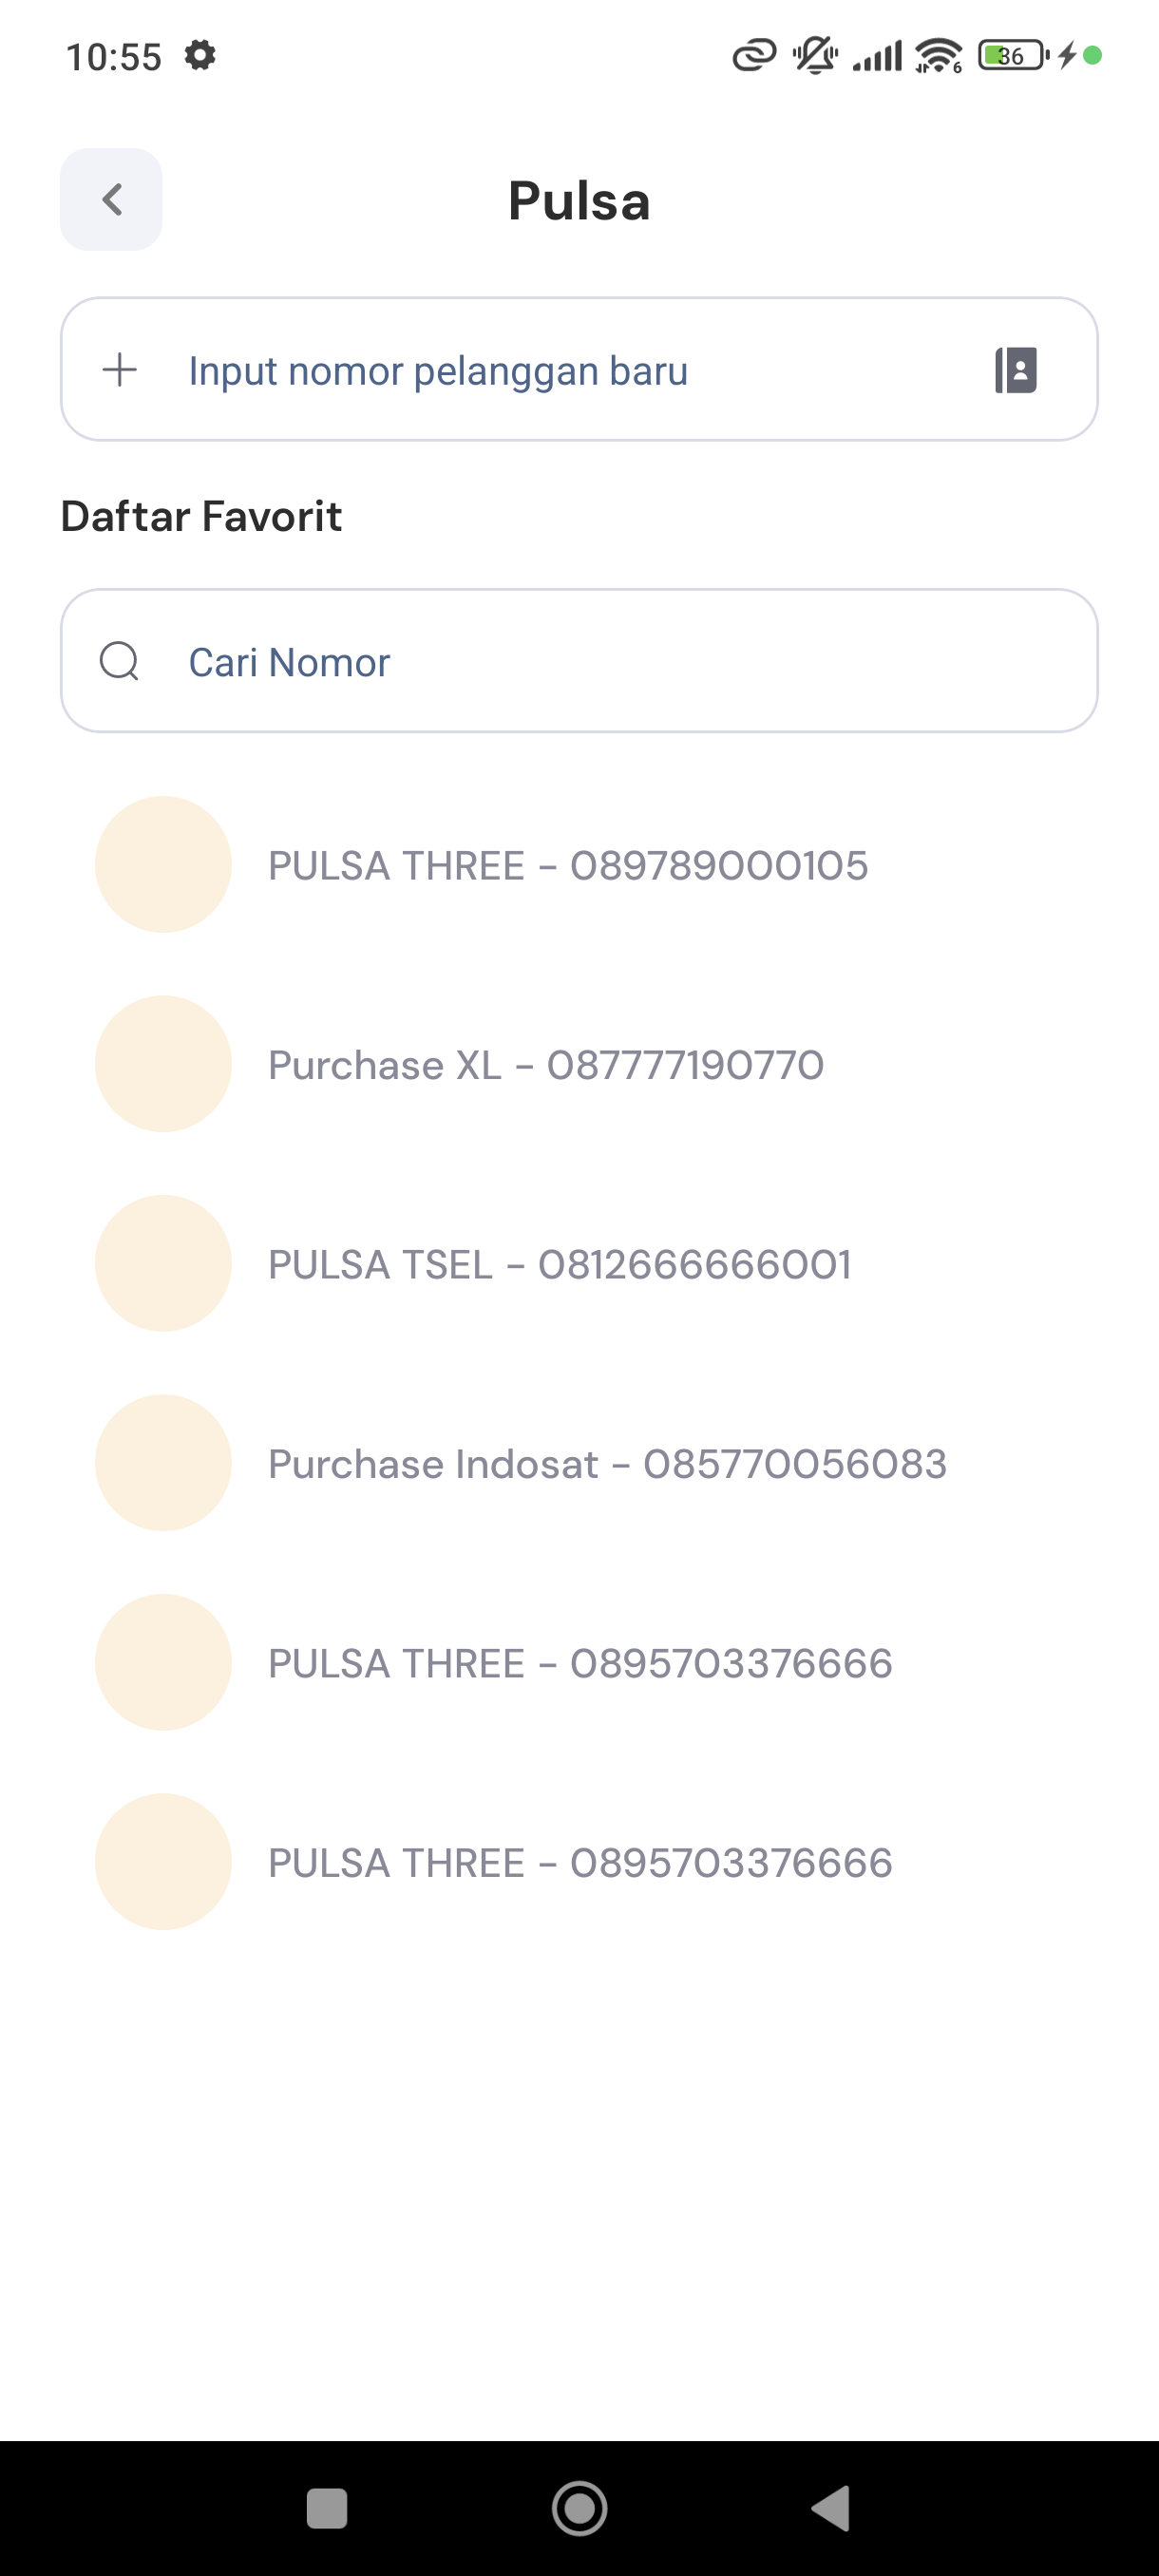 10:55
6
36
Pulsa
Input nomor pelanggan baru
Daftar Favorit
Cari Nomor
PULSA THREE - 089789000105
Purchase XL - 087777190770
PULSA TSEL - 0812666666001
Purchase Indosat - 085770056083
PULSA THREE - 0895703376666
PULSA THREE - 0895703376666